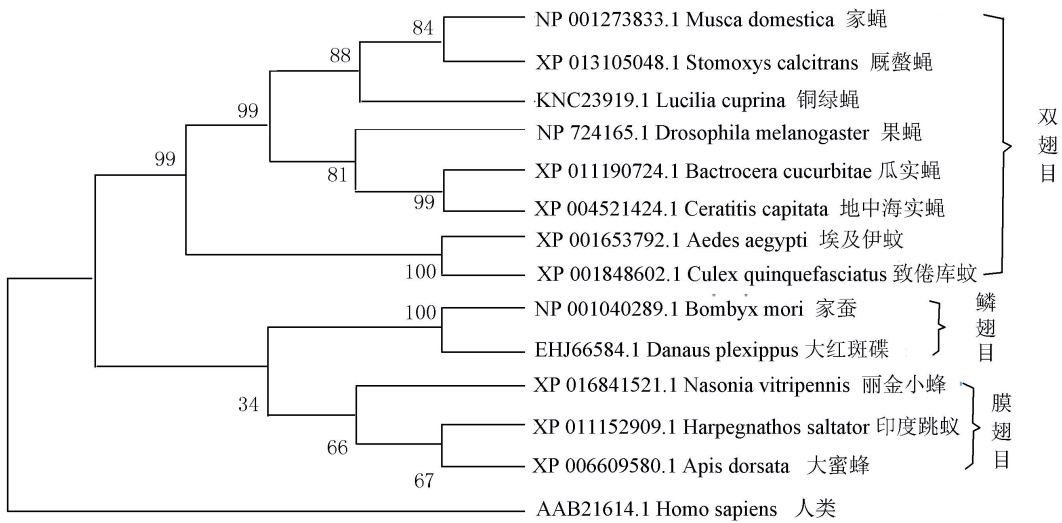 84
NP 001273833.1 Musca domestica 家蝇
88
XP 013105048.1 Stomoxys calcitrans 厩螫蝇
99
KNC23919.1 Lucilia cuprina 铜绿蝇
99
NP 724165.1 Drosophila melanogaster 果蝇
81
XP 011190724.1 Bactrocera cucurbitae 瓜实蝇
99
XP 004521424.1 Ceratitis capitata 地中海实蝇
XP 001653792.1 Aedes aegypti 埃及伊蚊
100
XP 001848602.1 Culex quinquefasciatus 致倦库蚊
双翅目
100
NP 001040289.1 Bombyx mori 家蚕
EHJ66584.1 Danaus plexippus 大红斑碟
鳞翅目
34
XP 016841521.1 Nasonia vitripennis 丽金小蜂
66
XP 011152909.1 Harpegnathos saltator 印度跳蚁
67
XP 006609580.1 Apis dorsata 大蜜蜂
膜翅目
AAB21614.1 Homo sapiens 人类